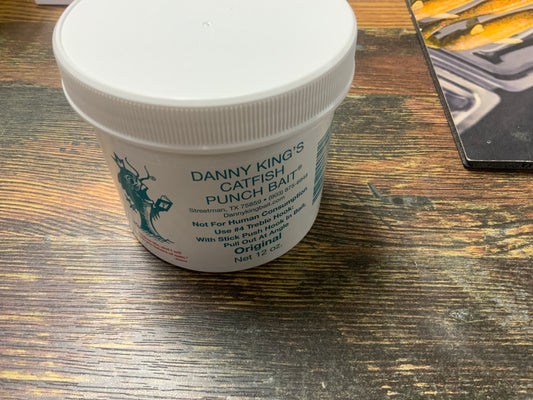 DANNY KING'S
CATFISH
PUNCH BAIT®
Streetman, TX 75859 • (903)
Not For Human Consumption
Use #4 Treble Hook:
With Stick Push Hook in Bait.
Pull Out At Angle
Original
Net 12 oz.